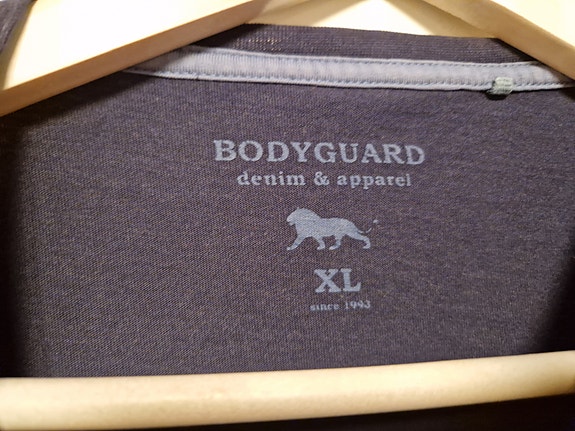 BODYGUARD
denim & apparel
XL
since 1993